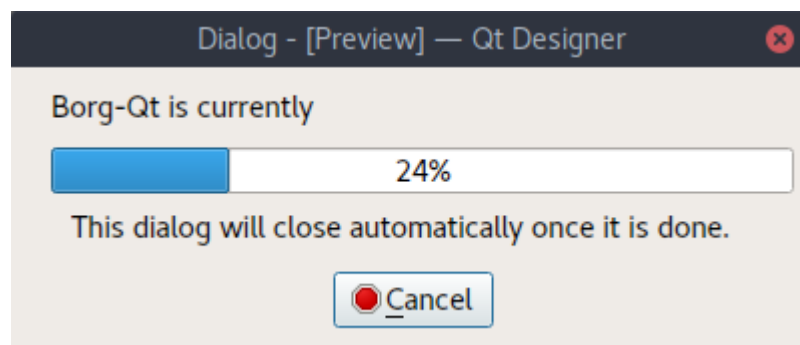 Dialog - [Preview] — Qt Designer
Borg-Qt is currently
24%
This dialog will close automatically once it is done.
Cancel